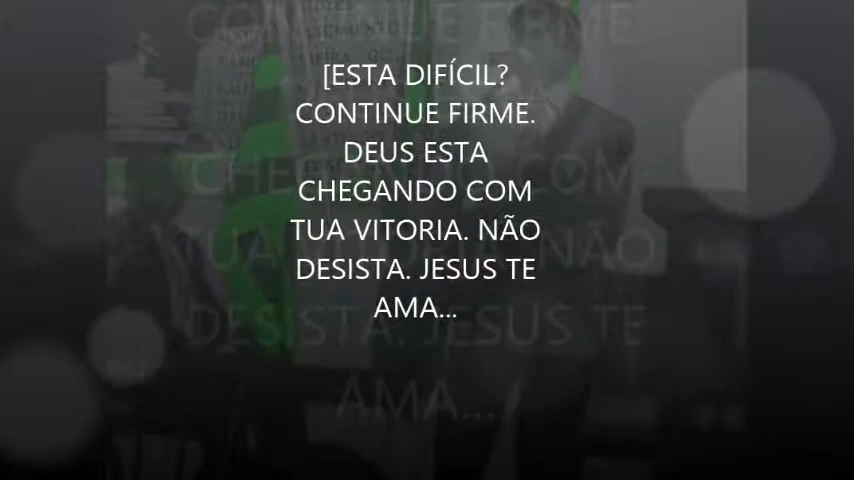 [ESTA DIFÍCIL?
CONTINUE FIRME.
DEUS ESTA
CHEGANDO COM
TUA VITORIA. NÃO
DESISTA. JESUS TE
AMA...